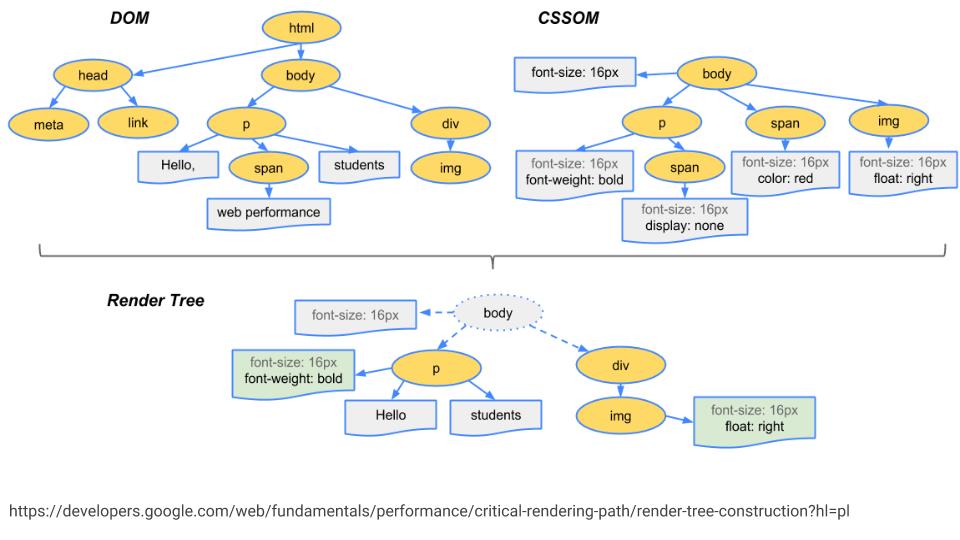 DOM
html
head
body
meta
link
p
div
Hello,
span
students
img
web performance
CSSOM
font-size: 16px
body
p
span
img
font-size: 16px
font-weight: bold
span
font-size: 16px
color: red
font-size: 16px
float: right
font-size: 16px
display: none
Render Tree
font-size: 16px
body
font-size: 16px
font-weight: bold
p
div
Hello
students
img
font-size: 16px
float: right
https://developers.google.com/web/fundamentals/performance/critical-rendering-path/render-tree-construction?hl=pl